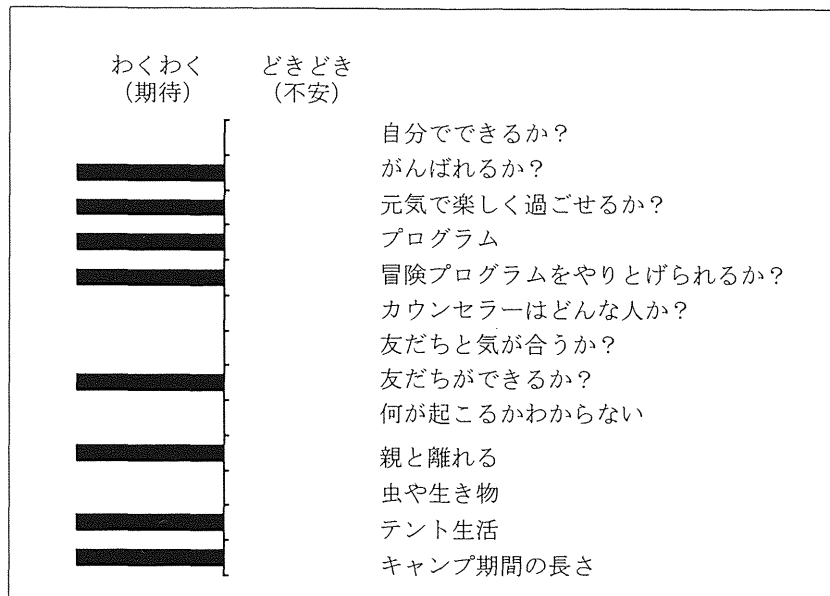 わくわく どきどき
(期待) (不安)
自分でできるか？
がんばれるか？
元気で楽しく過ごせるか？
プログラム
冒険プログラムをやりとげられるか？
カウンセラーはどんな人か？
友だちと気が合うか？
友だちができるか？
何が起こるかわからない
親と離れる
虫や生き物
テント生活
キャンプ期間の長さ